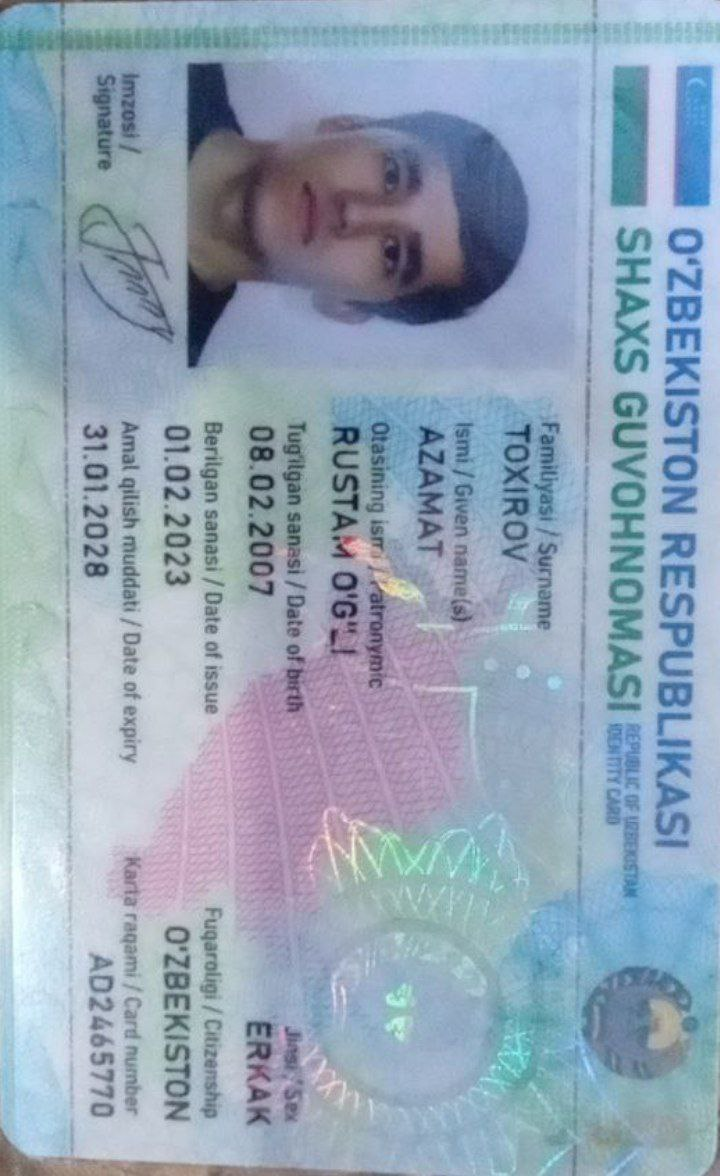 O'ZBEKISTON RESPUBLIKASI
SHAXS GUVOHNOMASI
REPUBLIC OF UZBEKISTAN
IDENTITY CARD
Familiyasi / Surname
TOXIROV
Ismi / Given name(s)
AZAMAT
Otasining ismi / Patronymic
RUSTAM O'G'LI
Tug'ilgan sanasi / Date of birth
08.02.2007
Jinsi / Sex
ERKAK
Berilgan sanasi / Date of issue
01.02.2023
Fuqaroligi / Citizenship
O'ZBEKISTON
Amal qilish muddati / Date of expiry
31.01.2028
Karta raqami / Card number
AD2465770
Imzosi /
Signature